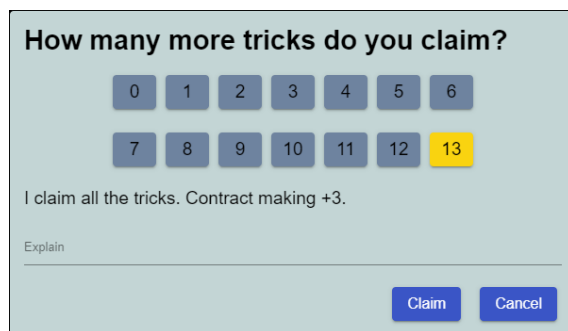 How many more tricks do you claim?
0 1 2 3 4 5 6
7 8 9 10 11 12 13
I claim all the tricks. Contract making +3.
Explain
Claim Cancel